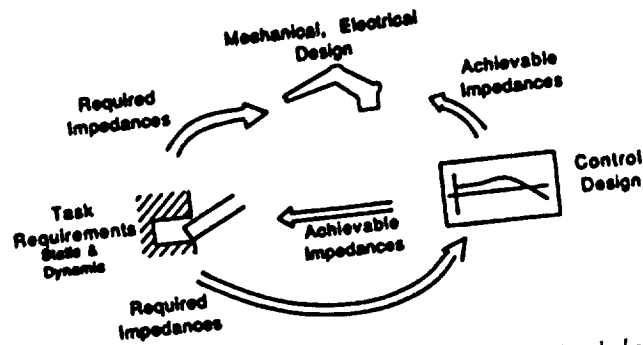 Mechanical, Electrical
Design
Achievable
Impedances
Required
Impedances
Control
Design
Task
Requirements
Static &
Dynamic
Achievable
Impedances
Required
Impedances